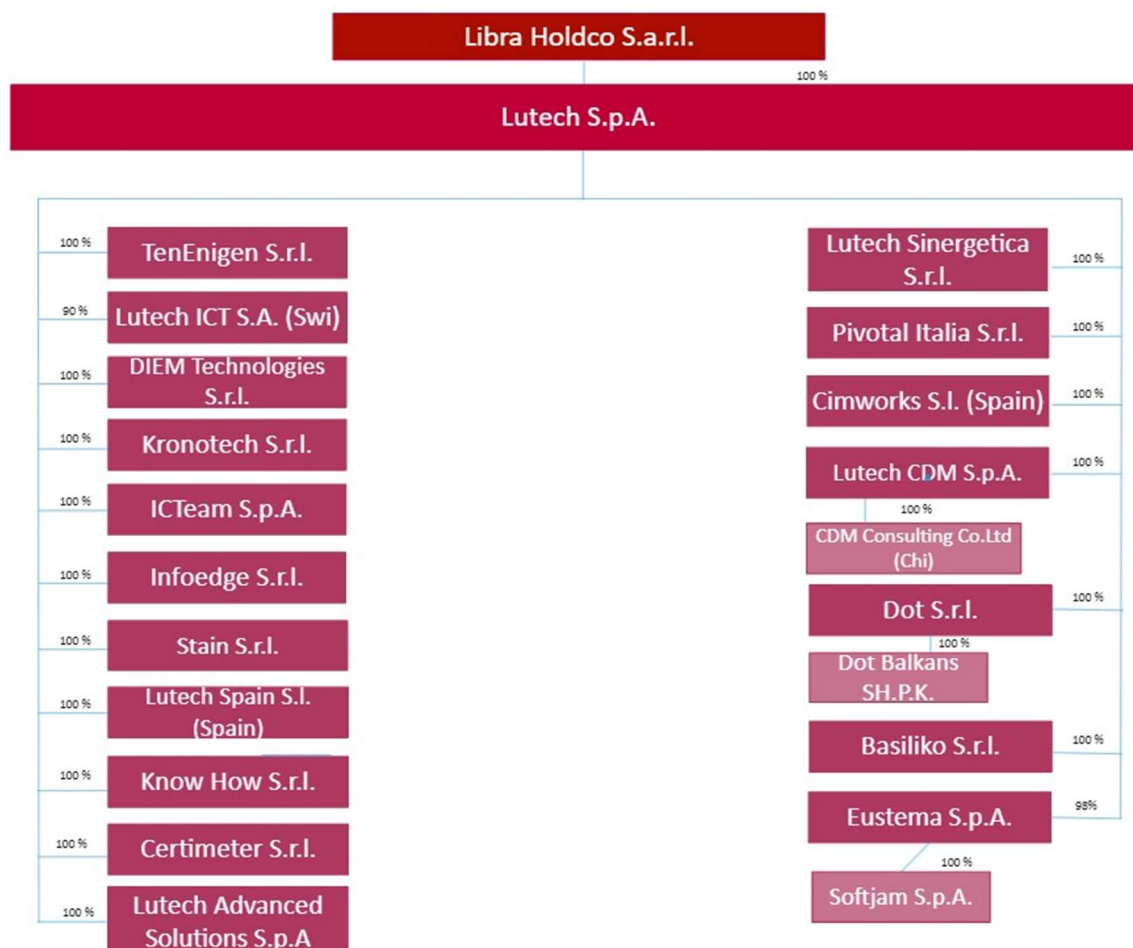 Libra Holdco S.a.r.l.
100 %
Lutech S.p.A.
100 %
TenEnigen S.r.l.
90 %
Lutech ICT S.A. (Swi)
100 %
DIEM Technologies
S.r.l.
100 %
Kronotech S.r.l.
100 %
ICTeam S.p.A.
100 %
Infoedge S.r.l.
100 %
Stain S.r.l.
100 %
Lutech Spain S.l.
(Spain)
100 %
Know How S.r.l.
100 %
Certimeter S.r.l.
100 %
Lutech Advanced
Solutions S.p.A
Lutech Sinergetica
S.r.l.
100 %
Pivotal Italia S.r.l.
100 %
Cimworks S.l. (Spain)
100 %
Lutech CDM S.p.A.
100 %
100 %
CDM Consulting Co.Ltd
(Chi)
Dot S.r.l.
100 %
100 %
Dot Balkans
SH.P.K.
Basiliko S.r.l.
100 %
Eustema S.p.A.
98%
100 %
Softjam S.p.A.